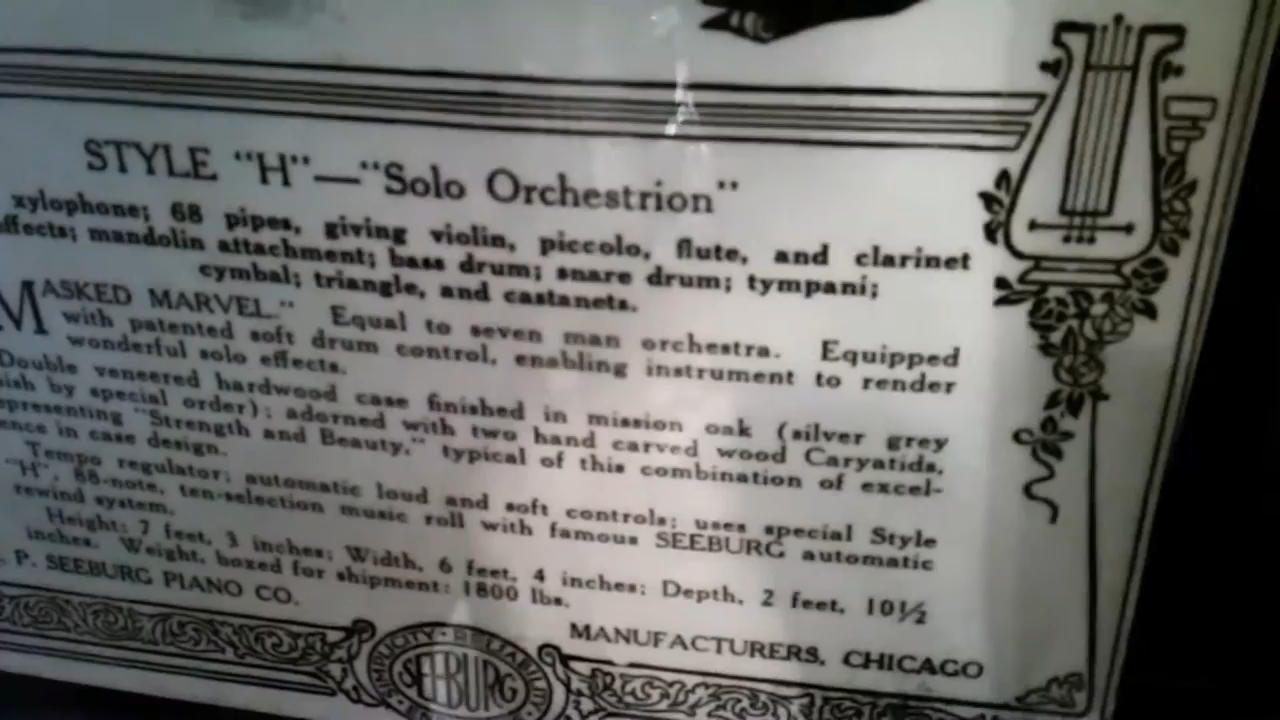 STYLE "H"—"Solo Orchestrion"
xylophone; 68 pipes, giving violin, piccolo, flute, and clarinet
ffects; mandolin attachment; bass drum; snare drum; tympani;
cymbal; triangle, and castanets.
MASKED MARVEL." Equal to seven man orchestra. Equipped
with patented soft drum control, enabling instrument to render
wonderful solo effects.
Double veneered hardwood case finished in mission oak (silver grey
ish by special order); adorned with two hand carved wood Caryatids,
presenting "Strength and Beauty," typical of this combination of excel-
ence in case design.
Tempo regulator; automatic loud and soft controls; uses special Style
"H", 88-note, ten-selection music roll with famous SEEBURG automatic
rewind system.
Height: 7 feet, 3 inches; Width, 6 feet, 4 inches; Depth, 2 feet, 10½
inches. Weight, boxed for shipment: 1800 lbs.
. P. SEEBURG PIANO CO.
MANUFACTURERS, CHICAGO
SIMPLICITY · RELIABILITY
SEEBURG